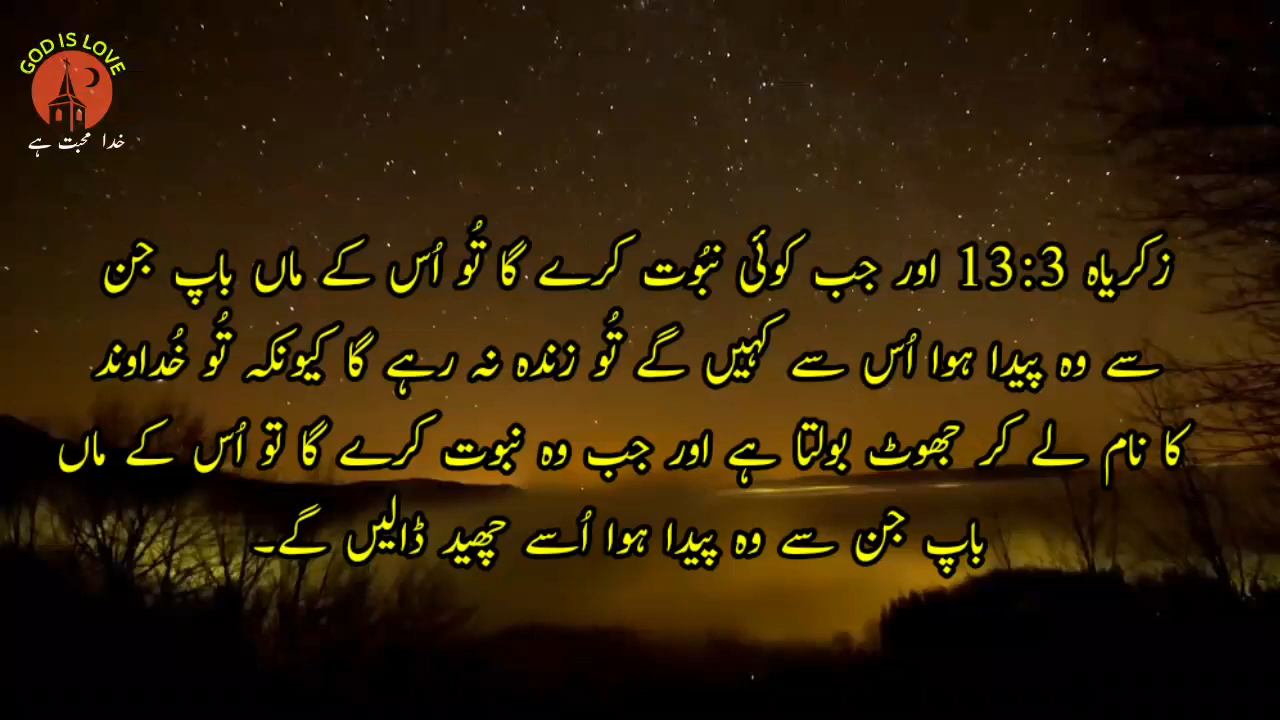 GOD IS LOVE
خدا محبت ہے
زکریاہ 13:3 اور جب کوئی نبُوت کرے گا تُو اُس کے ماں باپ جن
سے وہ پیدا ہوا اُس سے کہیں گے تُو زندہ نہ رہے گا کیونکہ تُو خُداوند
کا نام لے کر جھوٹ بولتا ہے اور جب وہ نبوت کرے گا تو اُس کے ماں
باپ جن سے وہ پیدا ہوا اُسے چھید ڈالیں گے۔